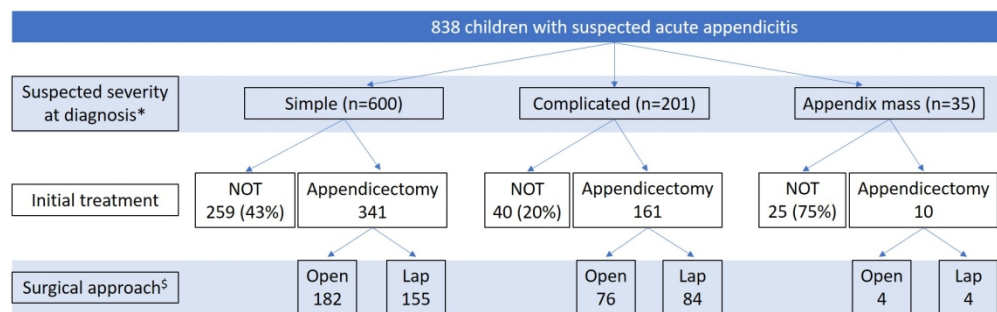 838 children with suspected acute appendicitis
Suspected severity
at diagnosis*
Simple (n=600)
Complicated (n=201)
Appendix mass (n=35)
Initial treatment
NOT
259 (43%)
Appendicectomy
341
NOT
40 (20%)
Appendicectomy
161
NOT
25 (75%)
Appendicectomy
10
Surgical approach$
Open
182
Lap
155
Open
76
Lap
84
Open
4
Lap
4